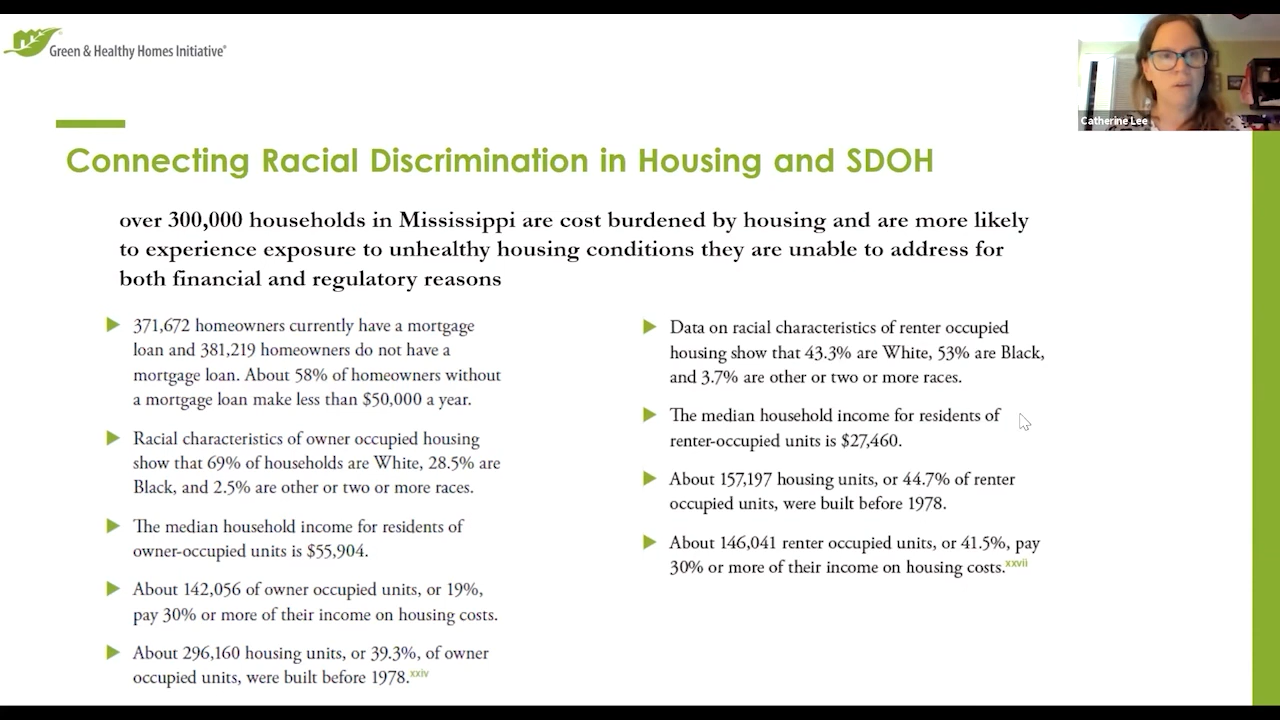 Green & Healthy Homes Initiative®
Catherine Lee
Connecting Racial Discrimination in Housing and SDOH
over 300,000 households in Mississippi are cost burdened by housing and are more likely
to experience exposure to unhealthy housing conditions they are unable to address for
both financial and regulatory reasons
▶ 371,672 homeowners currently have a mortgage
loan and 381,219 homeowners do not have a
mortgage loan. About 58% of homeowners without
a mortgage loan make less than $50,000 a year.
▶ Racial characteristics of owner occupied housing
show that 69% of households are White, 28.5% are
Black, and 2.5% are other or two or more races.
▶ The median household income for residents of
owner-occupied units is $55,904.
▶ About 142,056 of owner occupied units, or 19%,
pay 30% or more of their income on housing costs.
▶ About 296,160 housing units, or 39.3%, of owner
occupied units, were built before 1978.xxiv
▶ Data on racial characteristics of renter occupied
housing show that 43.3% are White, 53% are Black,
and 3.7% are other or two or more races.
▶ The median household income for residents of
renter-occupied units is $27,460.
▶ About 157,197 housing units, or 44.7% of renter
occupied units, were built before 1978.
▶ About 146,041 renter occupied units, or 41.5%, pay
30% or more of their income on housing costs.xxvii